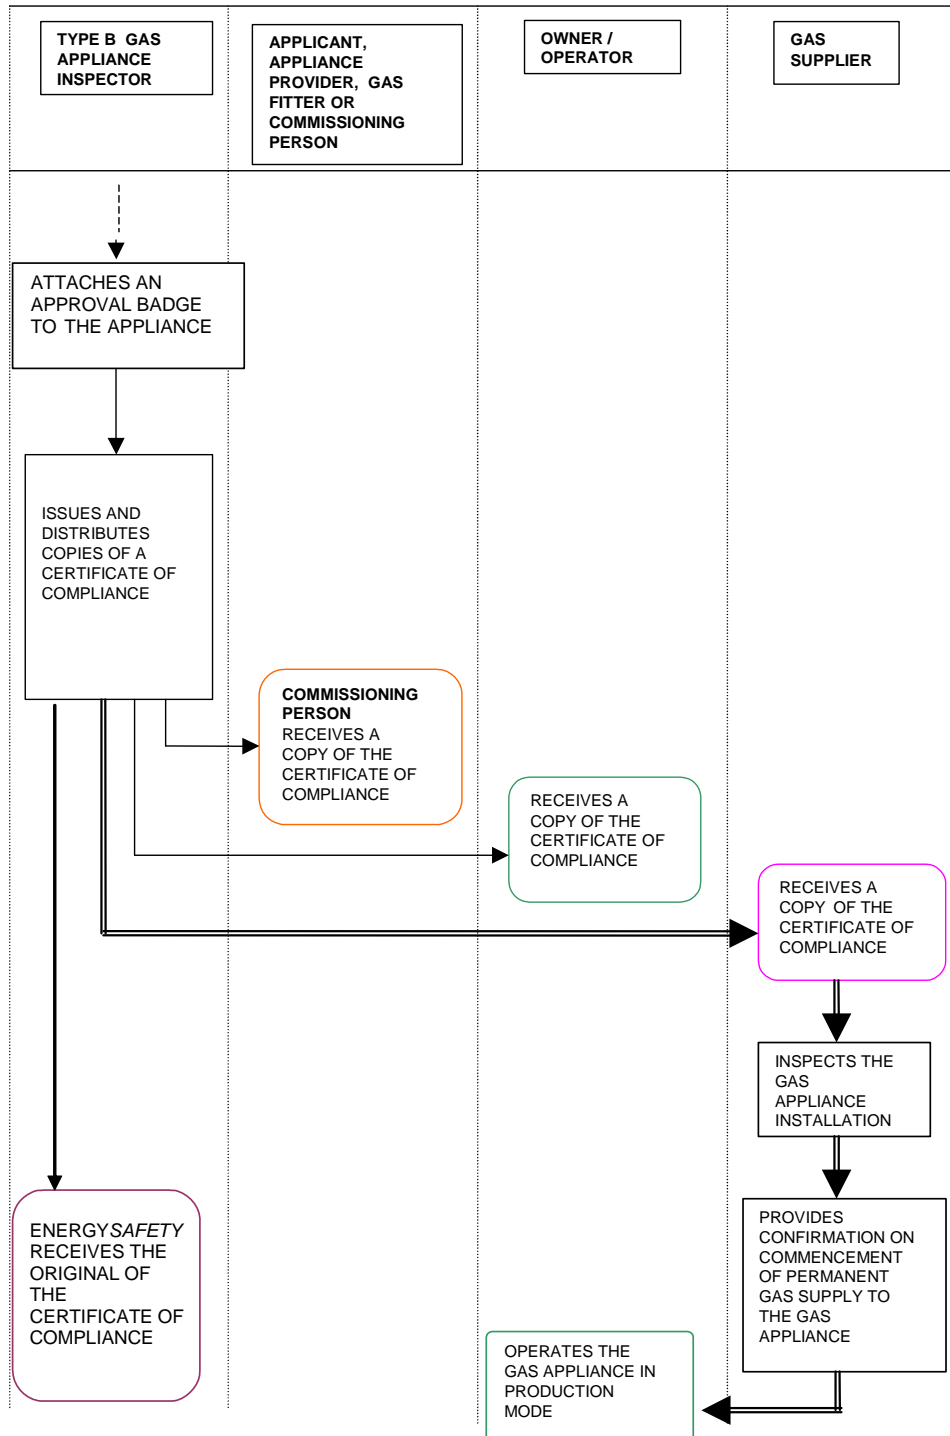 TYPE B GAS
APPLIANCE
INSPECTOR
APPLICANT,
APPLIANCE
PROVIDER, GAS
FITTER OR
COMMISSIONING
PERSON
OWNER /
OPERATOR
GAS
SUPPLIER
ATTACHES AN
APPROVAL BADGE
TO THE APPLIANCE
ISSUES AND
DISTRIBUTES
COPIES OF A
CERTIFICATE OF
COMPLIANCE
COMMISSIONING
PERSON
RECEIVES A
COPY OF THE
CERTIFICATE OF
COMPLIANCE
RECEIVES A
COPY OF THE
CERTIFICATE OF
COMPLIANCE
RECEIVES A
COPY OF THE
CERTIFICATE OF
COMPLIANCE
INSPECTS THE
GAS
APPLIANCE
INSTALLATION
ENERGYSAFETY
RECEIVES THE
ORIGINAL OF
THE
CERTIFICATE OF
COMPLIANCE
PROVIDES
CONFIRMATION ON
COMMENCEMENT
OF PERMANENT
GAS SUPPLY TO
THE GAS
APPLIANCE
OPERATES THE
GAS APPLIANCE IN
PRODUCTION
MODE